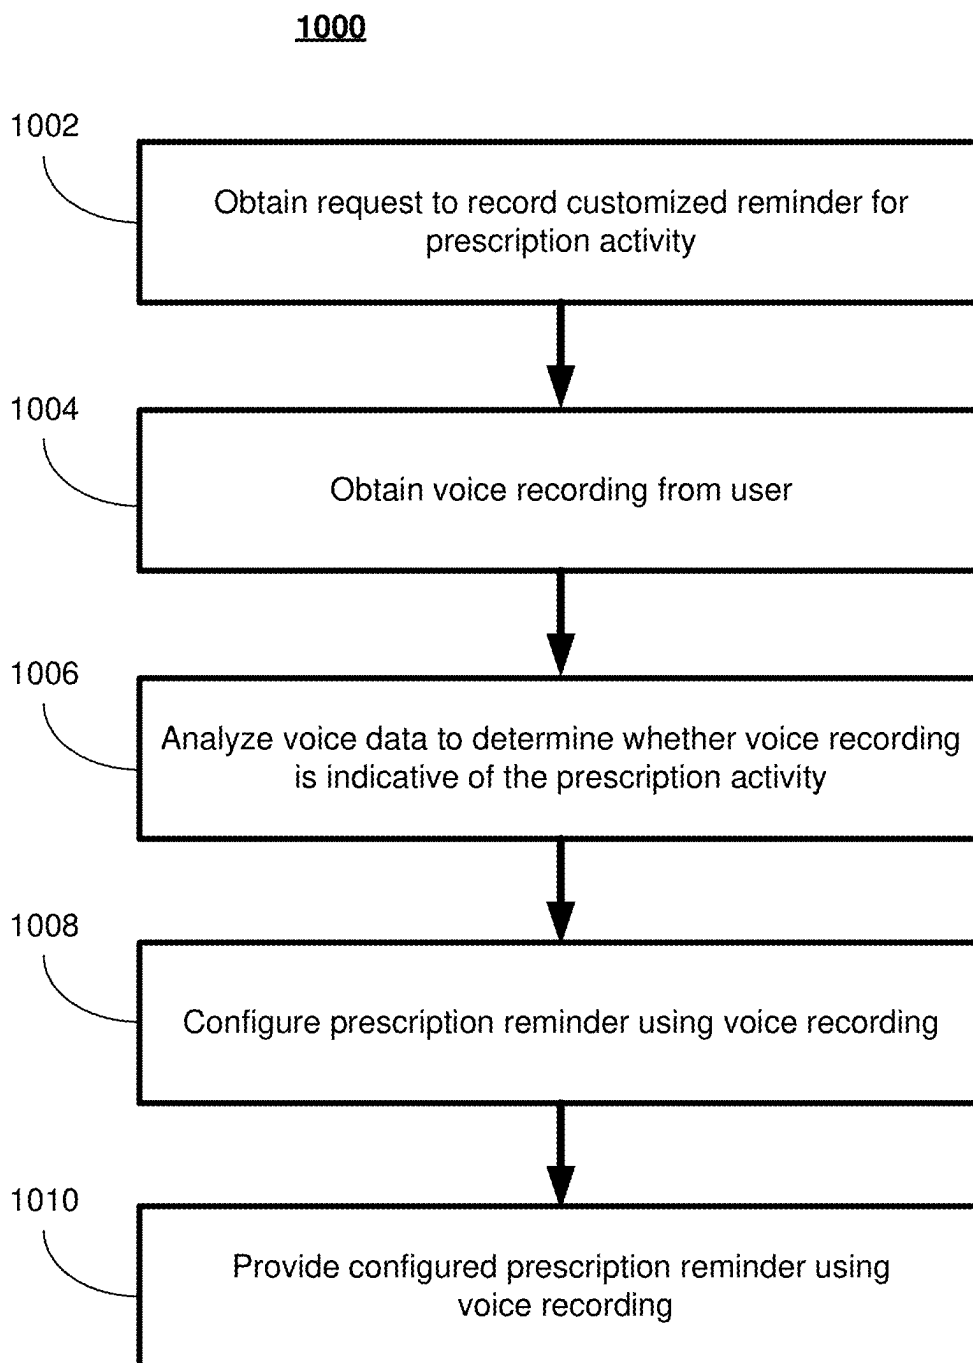 1000
1002
Obtain request to record customized reminder for
prescription activity
1004
Obtain voice recording from user
1006
Analyze voice data to determine whether voice recording
is indicative of the prescription activity
1008
Configure prescription reminder using voice recording
1010
Provide configured prescription reminder using
voice recording